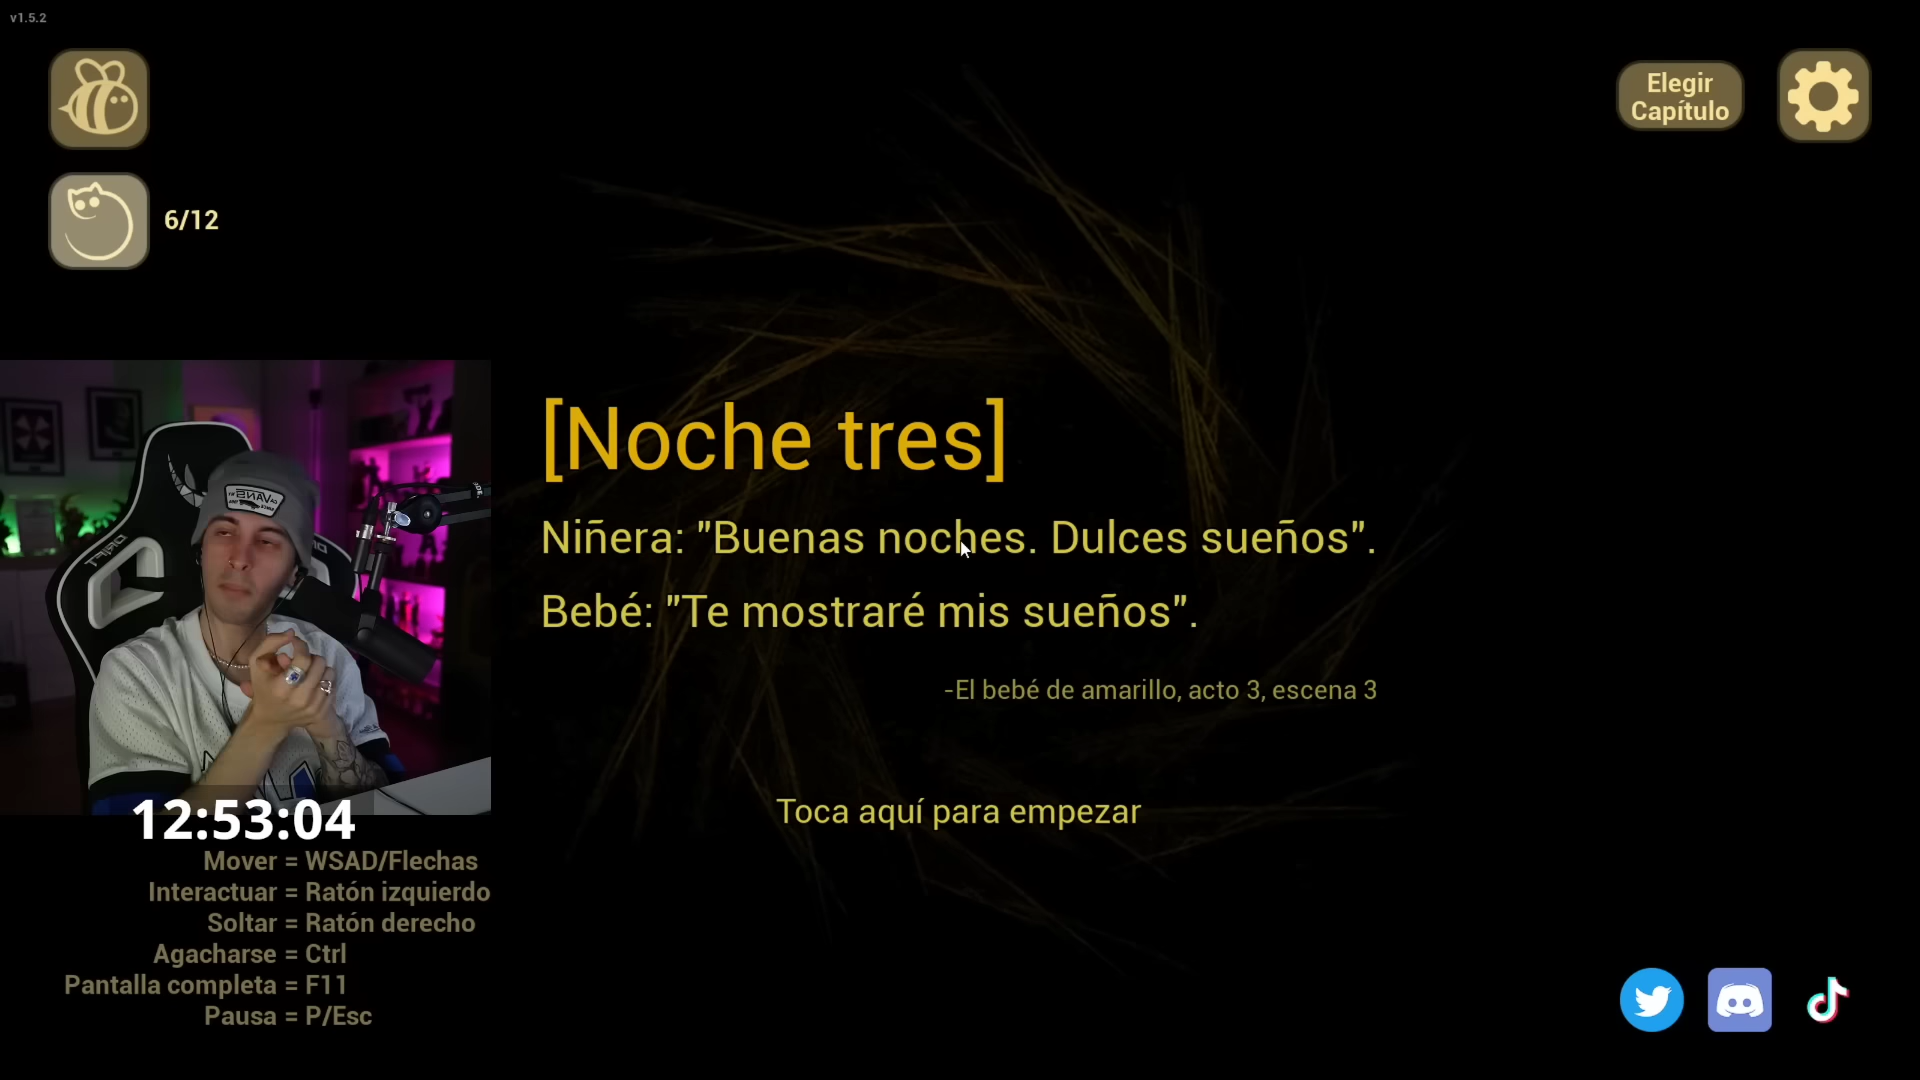 v1.5.2
Elegir
Capítulo
6/12
[Noche tres]
Niñera: "Buenas noches. Dulces sueños".
Bebé: "Te mostraré mis sueños".
-El bebé de amarillo, acto 3, escena 3
Toca aquí para empezar
VANS
12:53:04
Mover = WSAD/Flechas
Interactuar = Ratón izquierdo
Soltar = Ratón derecho
Agacharse = Ctrl
Pantalla completa = F11
Pausa = P/Esc